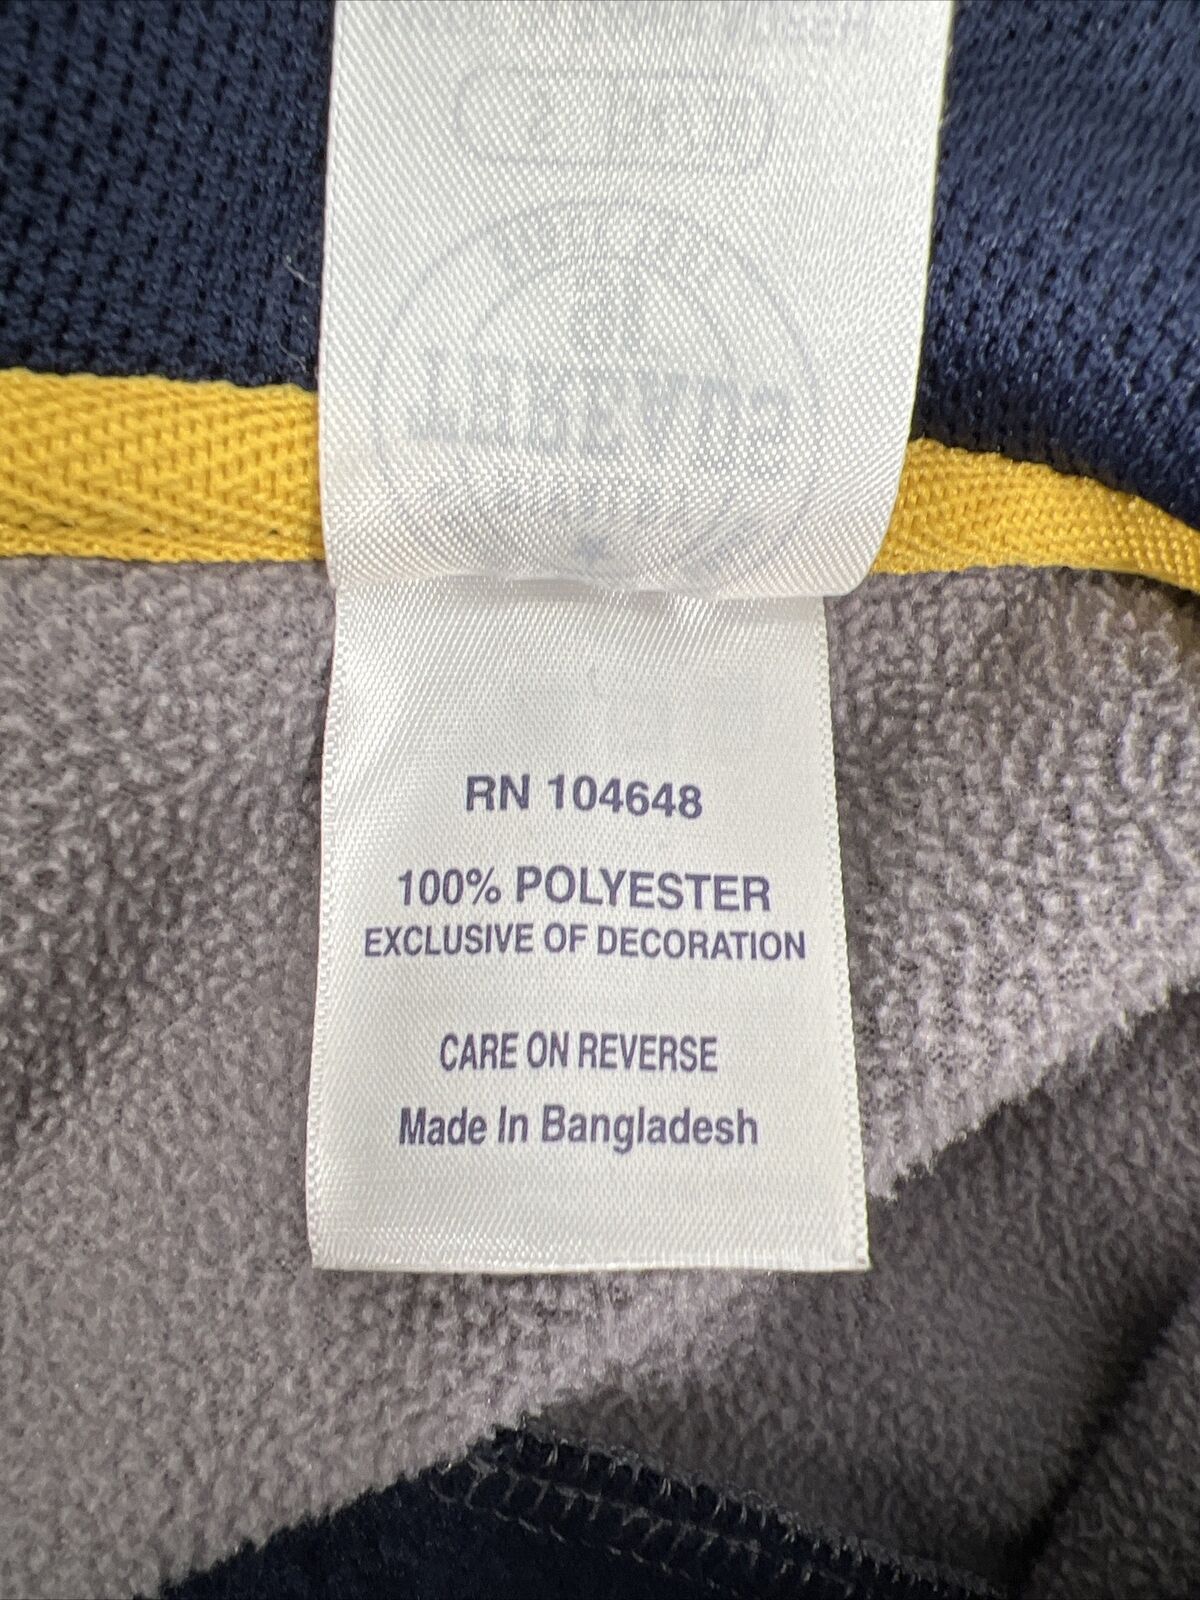 RN 104648
100% POLYESTER
EXCLUSIVE OF DECORATION
CARE ON REVERSE
Made In Bangladesh